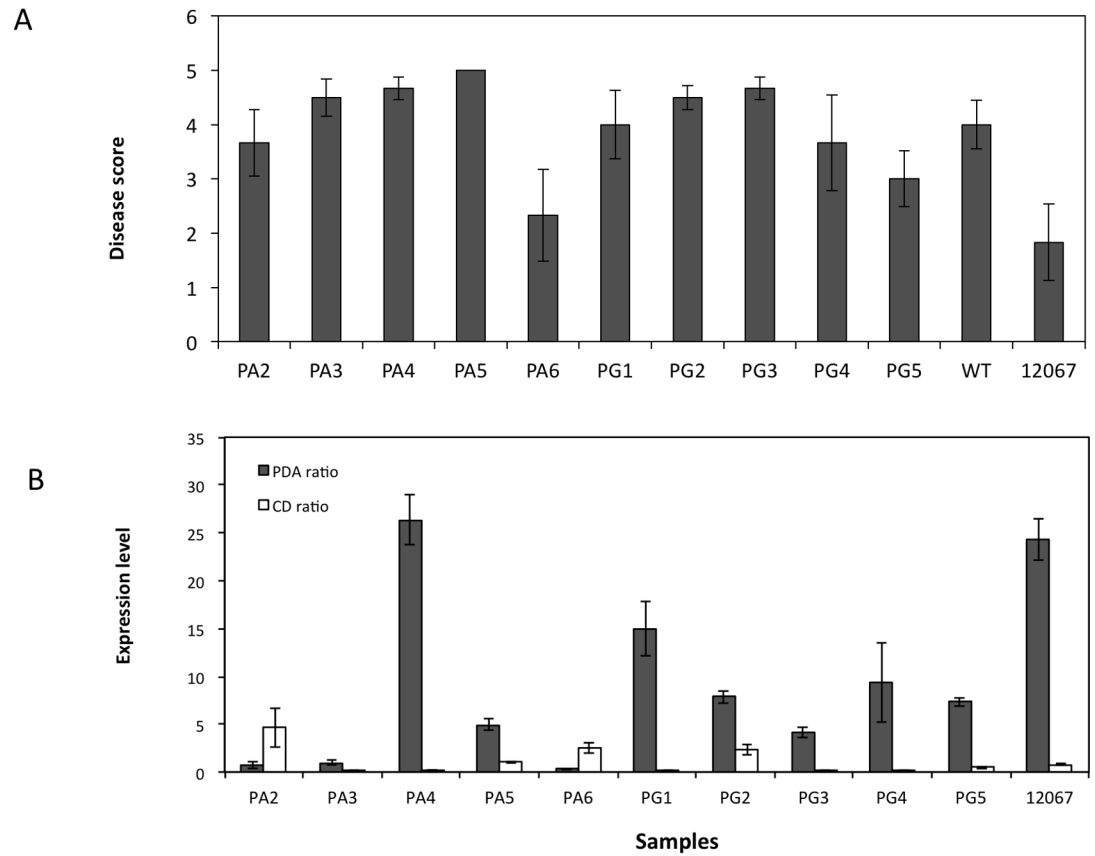 A
Disease score
6
5
4
3
2
1
0
PA2 PA3 PA4 PA5 PA6 PG1 PG2 PG3 PG4 PG5 WT 12067
B
Expression level
35
30
25
20
15
10
5
0
PDA ratio
CD ratio
PA2 PA3 PA4 PA5 PA6 PG1 PG2 PG3 PG4 PG5 12067
Samples